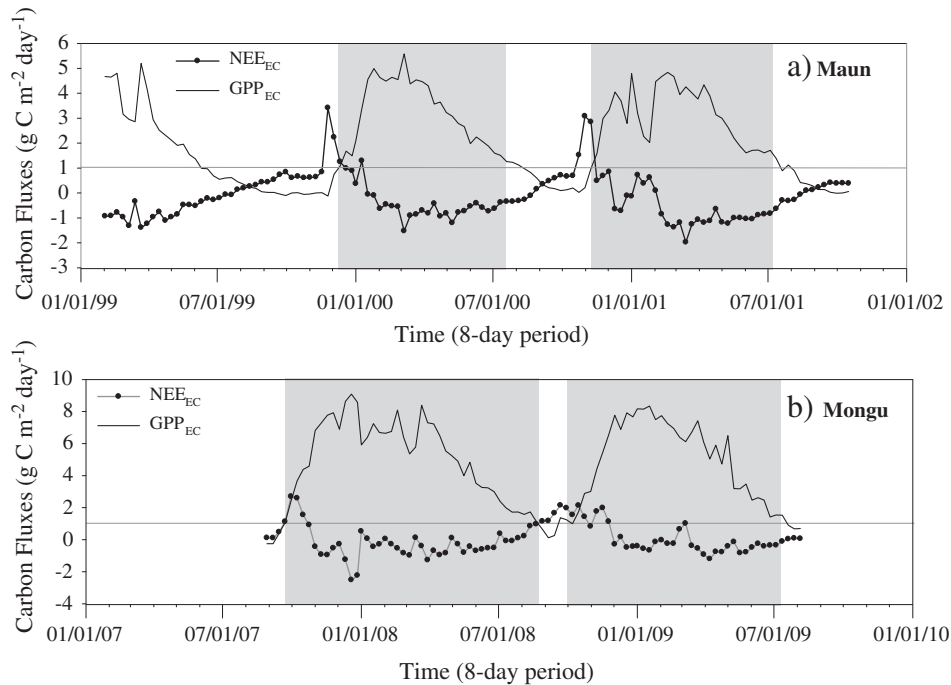 a) Maun
NEE_EC
GPP_EC
Carbon Fluxes (g C m⁻² day⁻¹)
6
5
4
3
2
1
0
-1
-2
-3
01/01/99 07/01/99 01/01/00 07/01/00 01/01/01 07/01/01 01/01/02
Time (8-day period)
b) Mongu
NEE_EC
GPP_EC
Carbon Fluxes (g C m⁻² day⁻¹)
10
8
6
4
2
0
-2
-4
01/01/07 07/01/07 01/01/08 07/01/08 01/01/09 07/01/09 01/01/10
Time (8-day period)